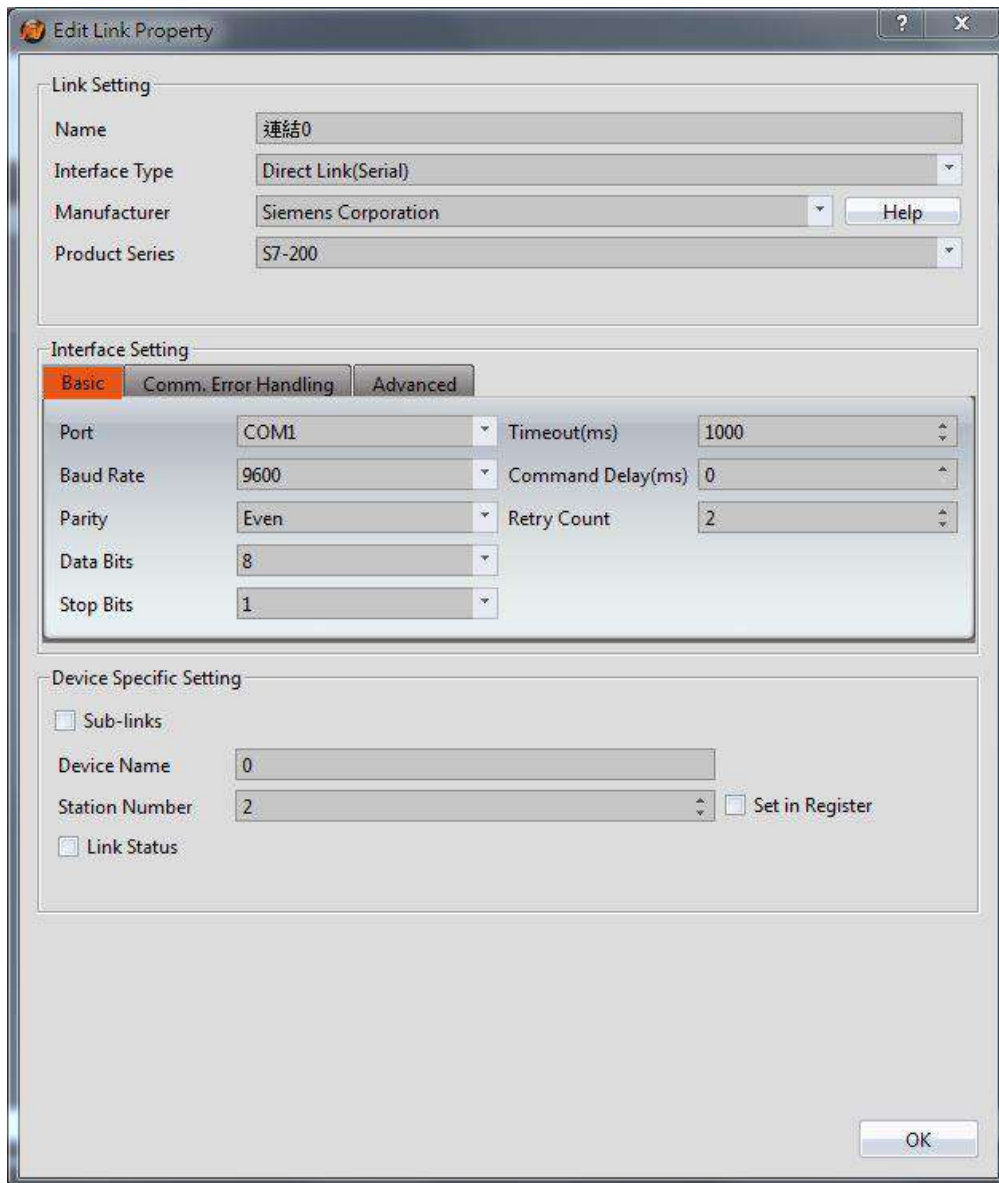 Edit Link Property
Link Setting
Name 連結0
Interface Type Direct Link(Serial)
Manufacturer Siemens Corporation Help
Product Series S7-200
Interface Setting
Basic Comm. Error Handling Advanced
Port COM1 Timeout(ms) 1000
Baud Rate 9600 Command Delay(ms) 0
Parity Even Retry Count 2
Data Bits 8
Stop Bits 1
Device Specific Setting
Sub-links
Device Name 0
Station Number 2 Set in Register
Link Status
OK